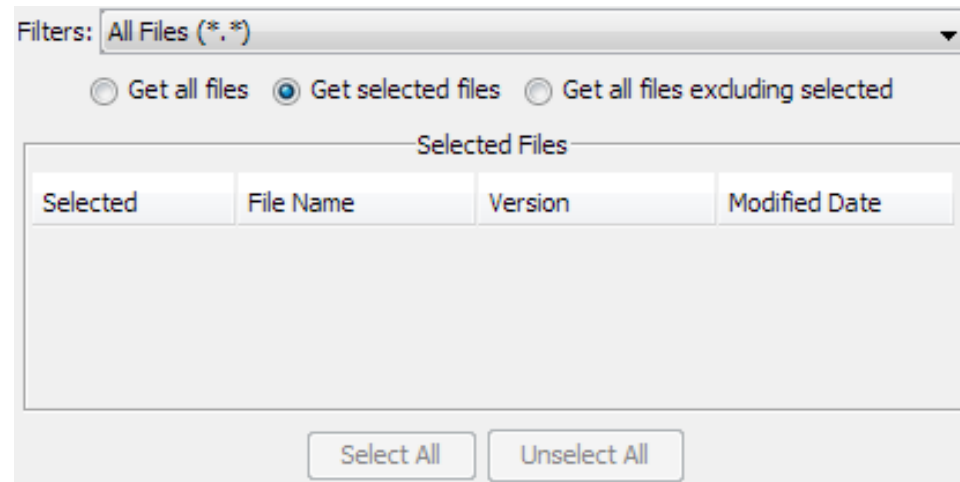 Filters: All Files (*.*)
Get all files Get selected files Get all files excluding selected
Selected Files
Selected File Name Version Modified Date
Select All Unselect All